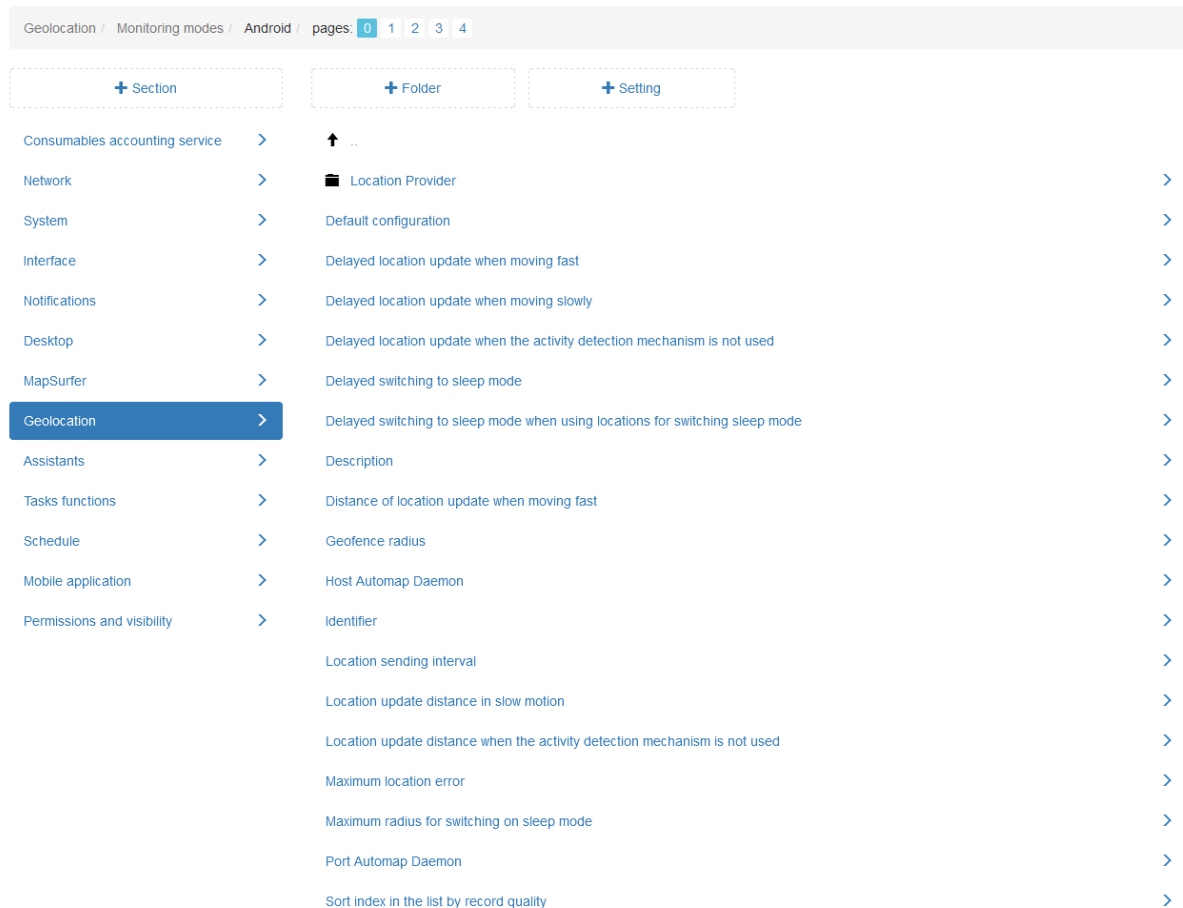 Geolocation / Monitoring modes / Android / pages: 0 1 2 3 4
+ Section
+ Folder
+ Setting
Consumables accounting service
Network
System
Interface
Notifications
Desktop
MapSurfer
Geolocation
Assistants
Tasks functions
Schedule
Mobile application
Permissions and visibility
..
Location Provider
Default configuration
Delayed location update when moving fast
Delayed location update when moving slowly
Delayed location update when the activity detection mechanism is not used
Delayed switching to sleep mode
Delayed switching to sleep mode when using locations for switching sleep mode
Description
Distance of location update when moving fast
Geofence radius
Host Automap Daemon
Identifier
Location sending interval
Location update distance in slow motion
Location update distance when the activity detection mechanism is not used
Maximum location error
Maximum radius for switching on sleep mode
Port Automap Daemon
Sort index in the list by record quality